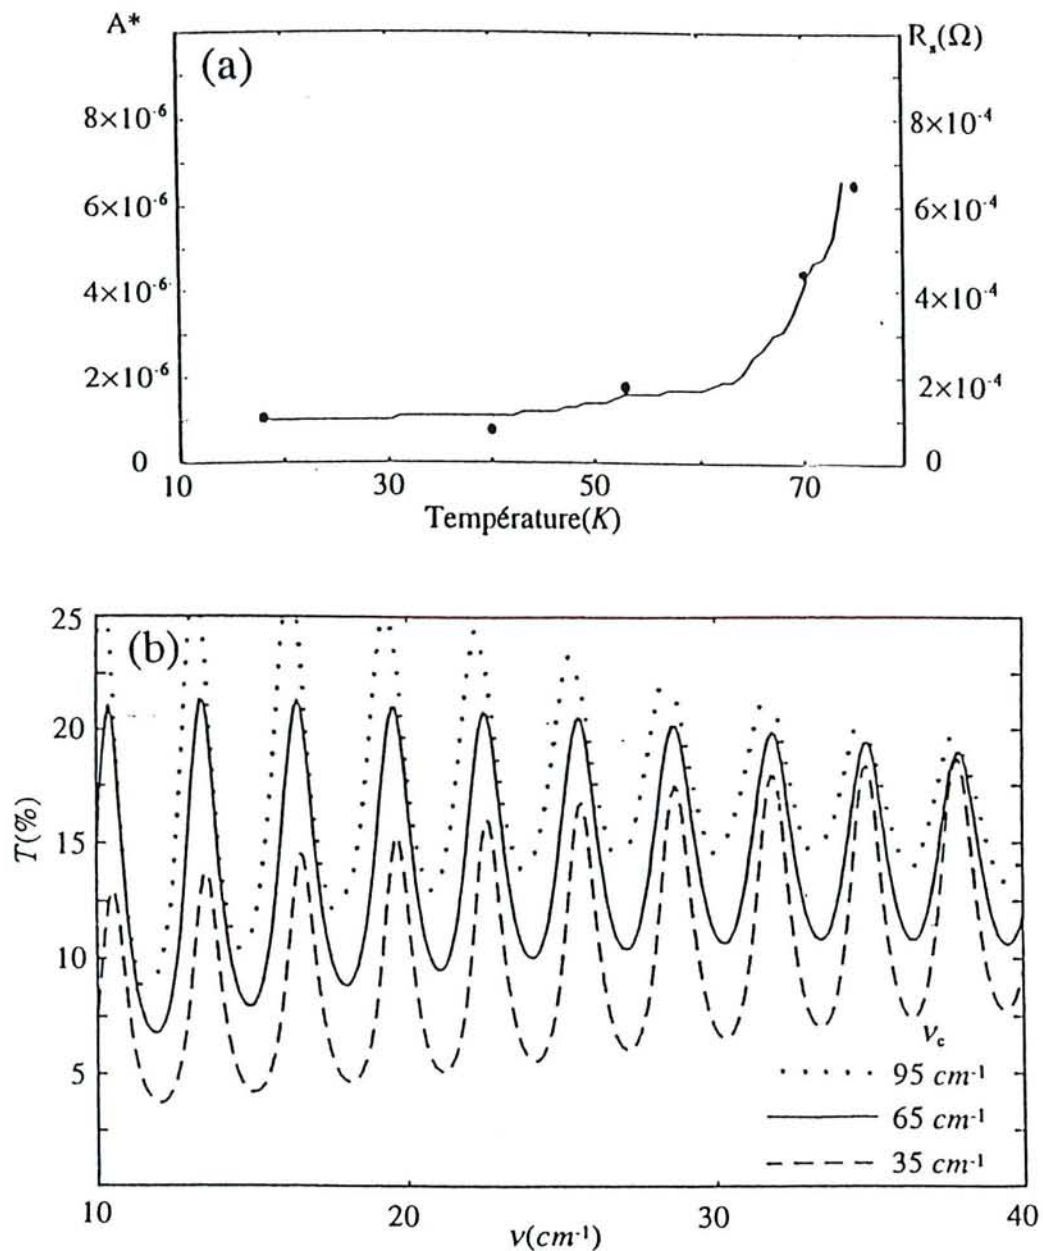 A* R_s(Ω)
(a)
8×10⁻⁶ 8×10⁻⁴
6×10⁻⁶ 6×10⁻⁴
4×10⁻⁶ 4×10⁻⁴
2×10⁻⁶ 2×10⁻⁴
0 0
10 30 50 70
Température(K)
25
(b)
20
15
T(%)
10
5
ν_c
95 cm⁻¹
65 cm⁻¹
35 cm⁻¹
10 20 30 40
ν(cm⁻¹)